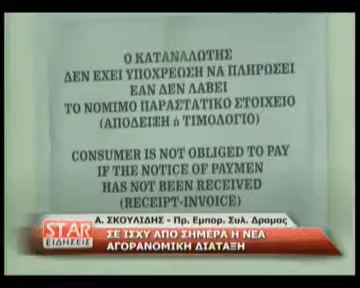 Ο ΚΑΤΑΝΑΛΩΤΗΣ
ΔΕΝ ΕΧΕΙ ΥΠΟΧΡΕΩΣΗ ΝΑ ΠΛΗΡΩΣΕΙ
ΕΑΝ ΔΕΝ ΛΑΒΕΙ
ΤΟ ΝΟΜΙΜΟ ΠΑΡΑΣΤΑΤΙΚΟ ΣΤΟΙΧΕΙΟ
(ΑΠΟΔΕΙΞΗ ή ΤΙΜΟΛΟΓΙΟ)
CONSUMER IS NOT OBLIGED TO PAY
IF THE NOTICE OF PAYMEN
HAS NOT BEEN RECEIVED
(RECEIPT-INVOICE)
Α. ΣΚΟΥΛΙΔΗΣ - Πρ. Εμπορ. Συλ. Δραμας
STAR
ΕΙΔΗΣΕΙΣ
ΣΕ ΙΣΧΥ ΑΠΟ ΣΗΜΕΡΑ Η ΝΕΑ
ΑΓΟΡΑΝΟΜΙΚΗ ΔΙΑΤΑΞΗ